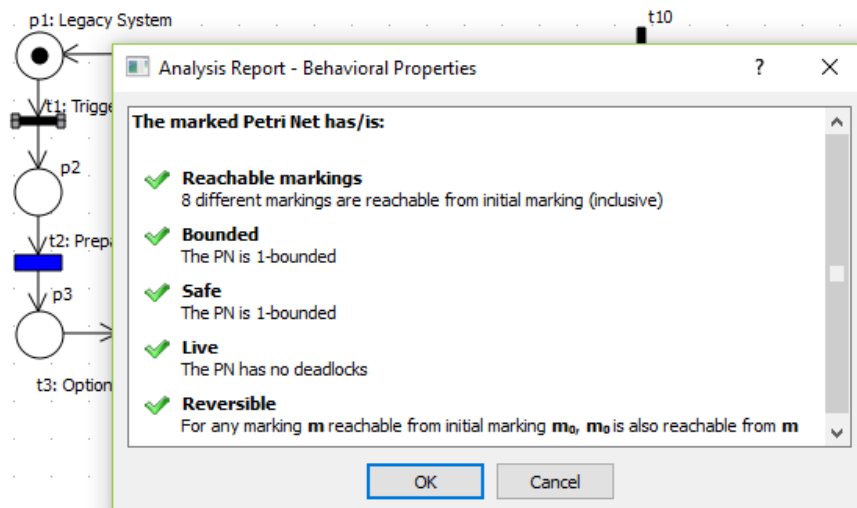 p1: Legacy System
t10
Analysis Report - Behavioral Properties
?
t1: Trigge
The marked Petri Net has/is:
Reachable markings
8 different markings are reachable from initial marking (inclusive)
p2
Bounded
The PN is 1-bounded
t2: Prepa
Safe
The PN is 1-bounded
p3
Live
The PN has no deadlocks
t3: Option
Reversible
For any marking m reachable from initial marking m₀, m₀ is also reachable from m
OK
Cancel